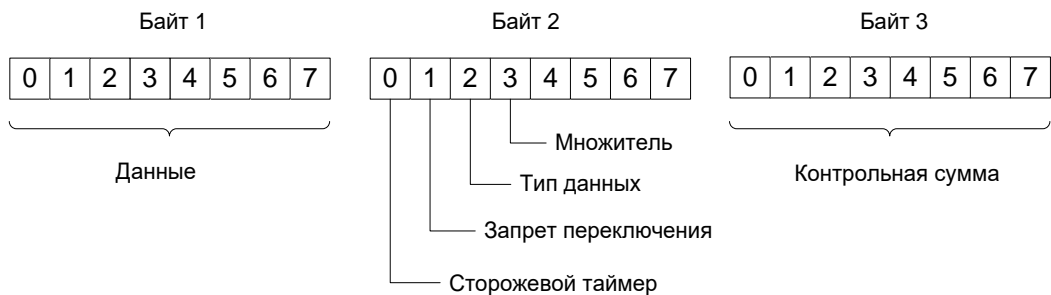 Байт 1 Байт 2 Байт 3
0 1 2 3 4 5 6 7 0 1 2 3 4 5 6 7 0 1 2 3 4 5 6 7
Множитель
Данные Тип данных Контрольная сумма
Запрет переключения
Сторожевой таймер